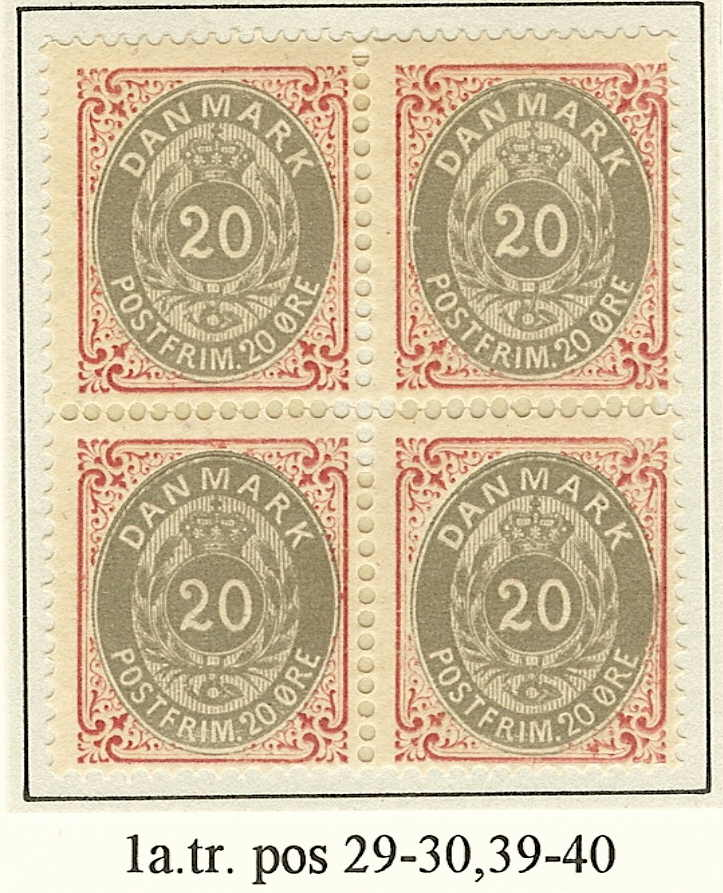 DANMARK
20
POSTFRIM. 20 ØRE
DANMARK
20
POSTFRIM. 20 ØRE
DANMARK
20
POSTFRIM. 20 ØRE
DANMARK
20
POSTFRIM. 20 ØRE
1a.tr. pos 29-30,39-40